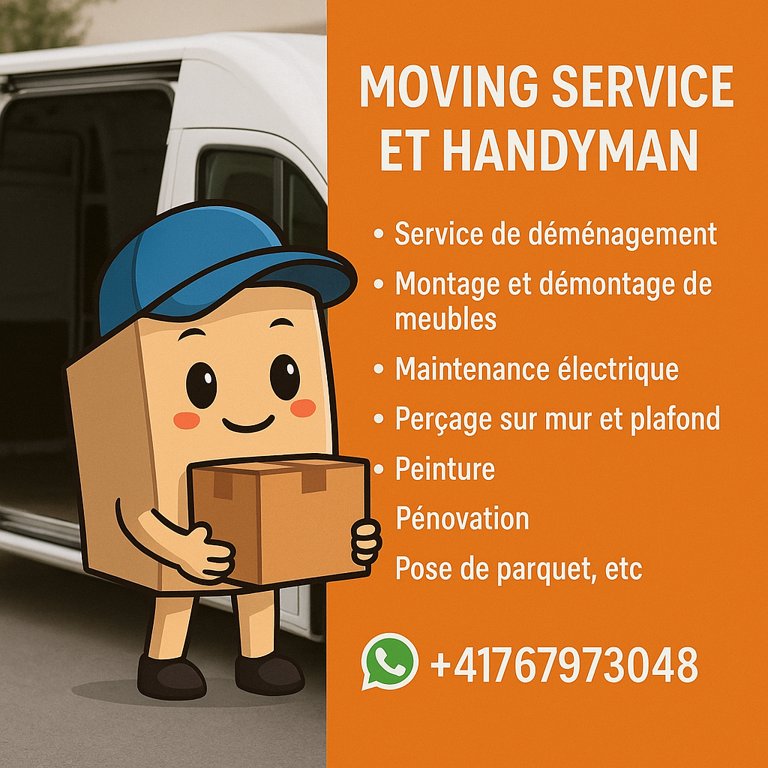 MOVING SERVICE
ET HANDYMAN
• Service de déménagement
• Montage et démontage de
meubles
• Maintenance électrique
• Perçage sur mur et plafond
• Peinture
Pénovation
Pose de parquet, etc
+41767973048